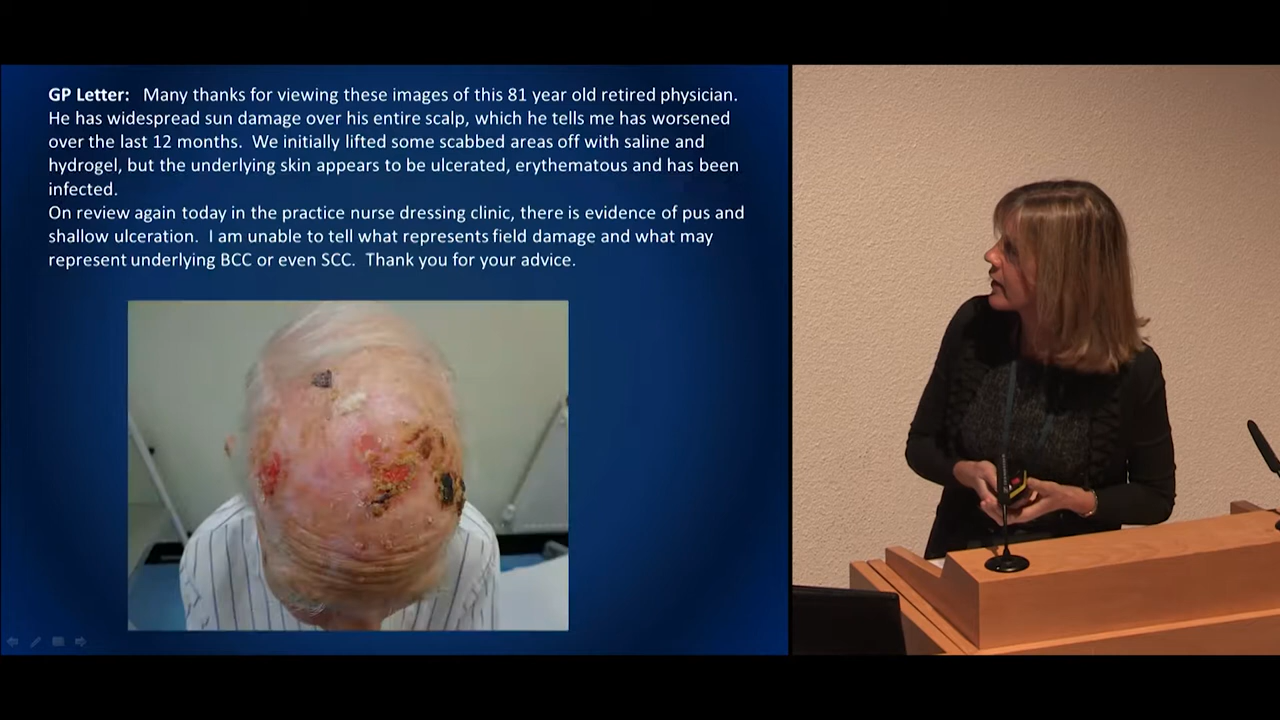 GP Letter: Many thanks for viewing these images of this 81 year old retired physician.
He has widespread sun damage over his entire scalp, which he tells me has worsened
over the last 12 months. We initially lifted some scabbed areas off with saline and
hydrogel, but the underlying skin appears to be ulcerated, erythematous and has been
infected.
On review again today in the practice nurse dressing clinic, there is evidence of pus and
shallow ulceration. I am unable to tell what represents field damage and what may
represent underlying BCC or even SCC. Thank you for your advice.